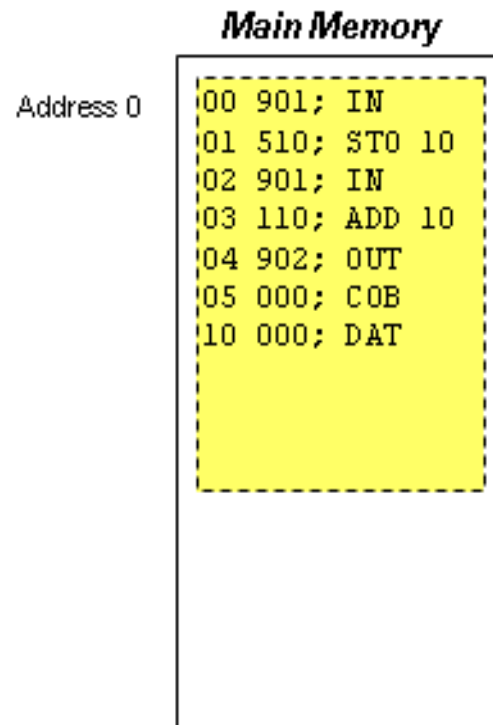 Main Memory
Address 0
00 901; IN
01 510; STO 10
02 901; IN
03 110; ADD 10
04 902; OUT
05 000; COB
10 000; DAT